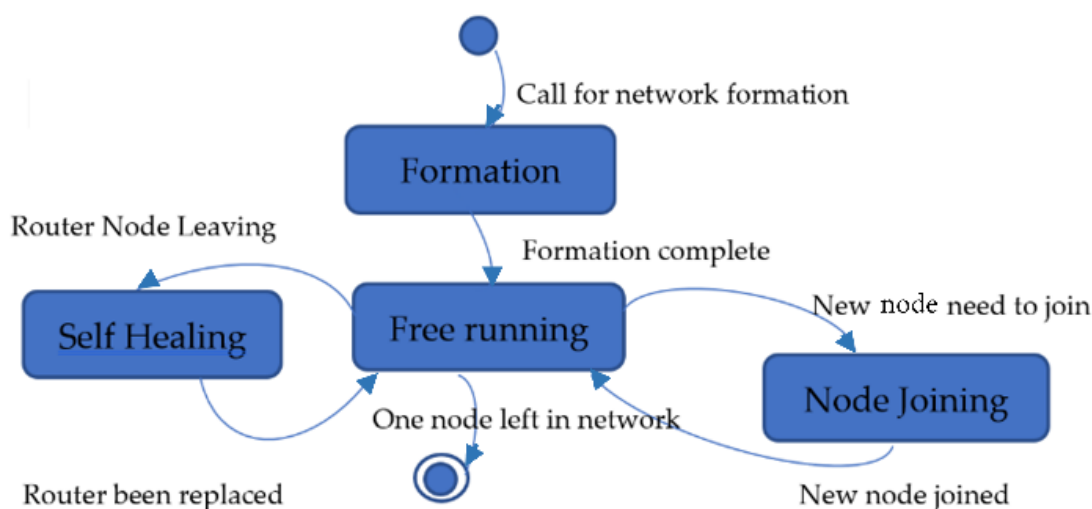 Call for network formation
Formation
Router Node Leaving
Formation complete
New node need to join
Self Healing
Free running
Node Joining
One node left in network
Router been replaced
New node joined